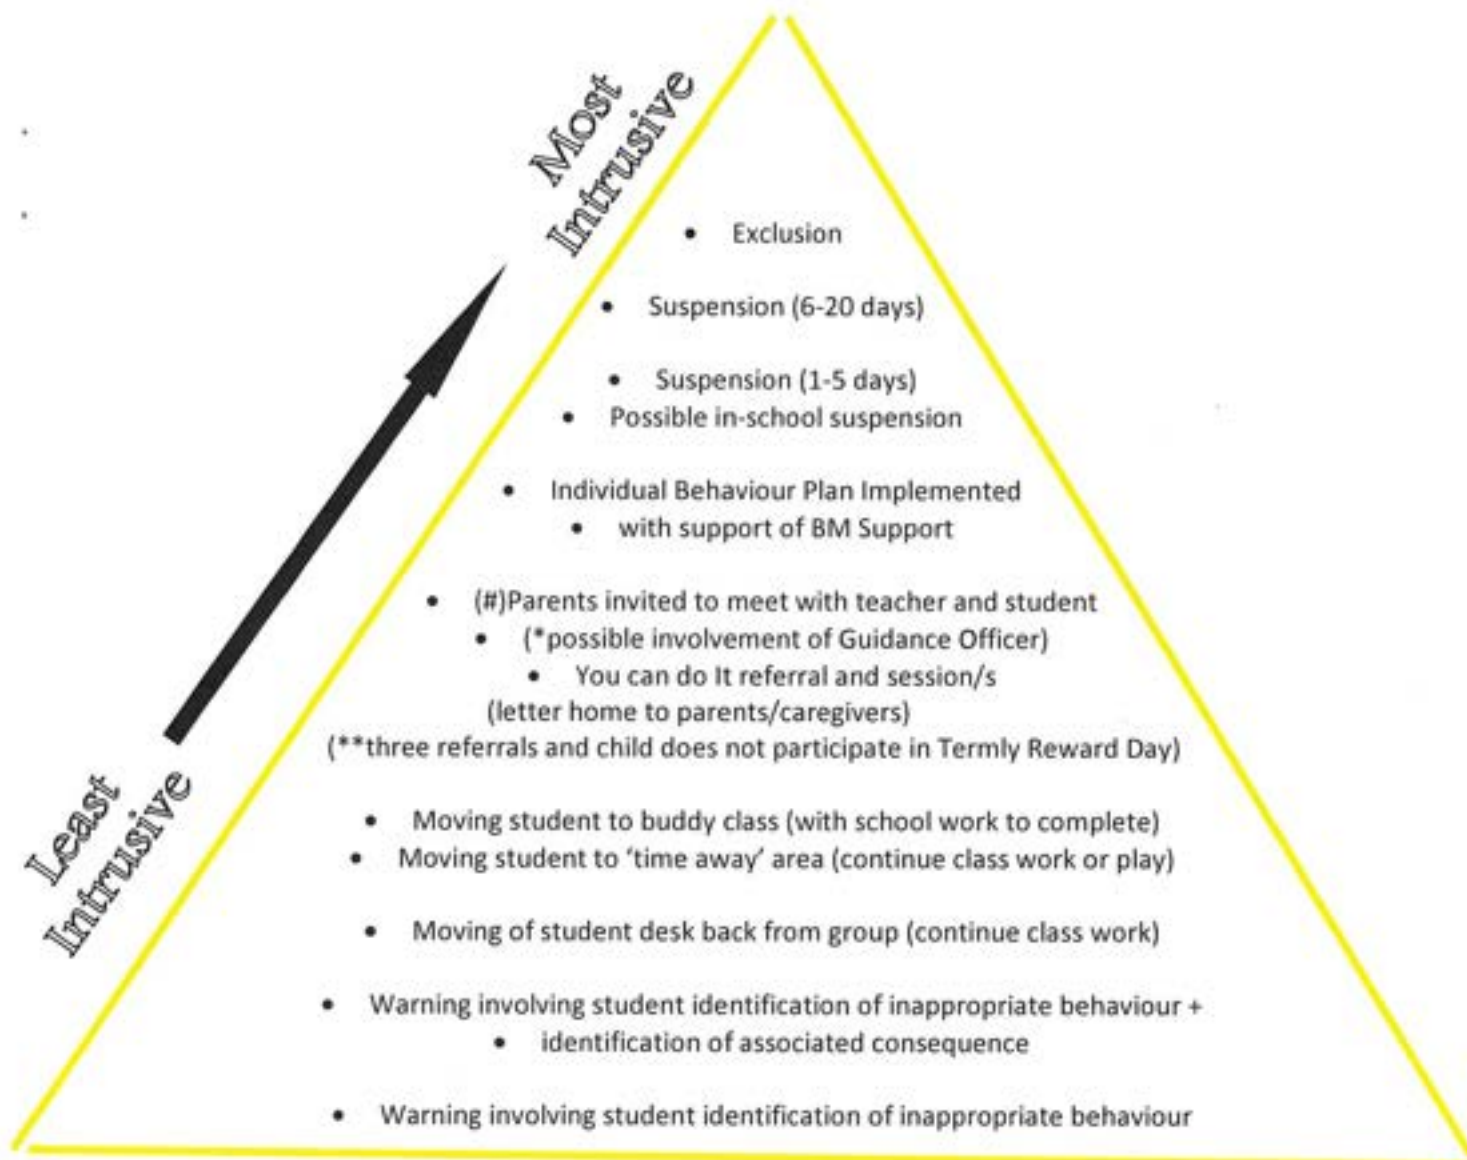 Most
Intrusive
• Exclusion
• Suspension (6-20 days)
• Suspension (1-5 days)
• Possible in-school suspension
• Individual Behaviour Plan Implemented
• with support of BM Support
• (#)Parents invited to meet with teacher and student
• (*possible involvement of Guidance Officer)
• You can do It referral and session/s
(letter home to parents/caregivers)
(**three referrals and child does not participate in Termly Reward Day)
Least
Intrusive
• Moving student to buddy class (with school work to complete)
• Moving student to ‘time away’ area (continue class work or play)
• Moving of student desk back from group (continue class work)
• Warning involving student identification of inappropriate behaviour +
• identification of associated consequence
• Warning involving student identification of inappropriate behaviour